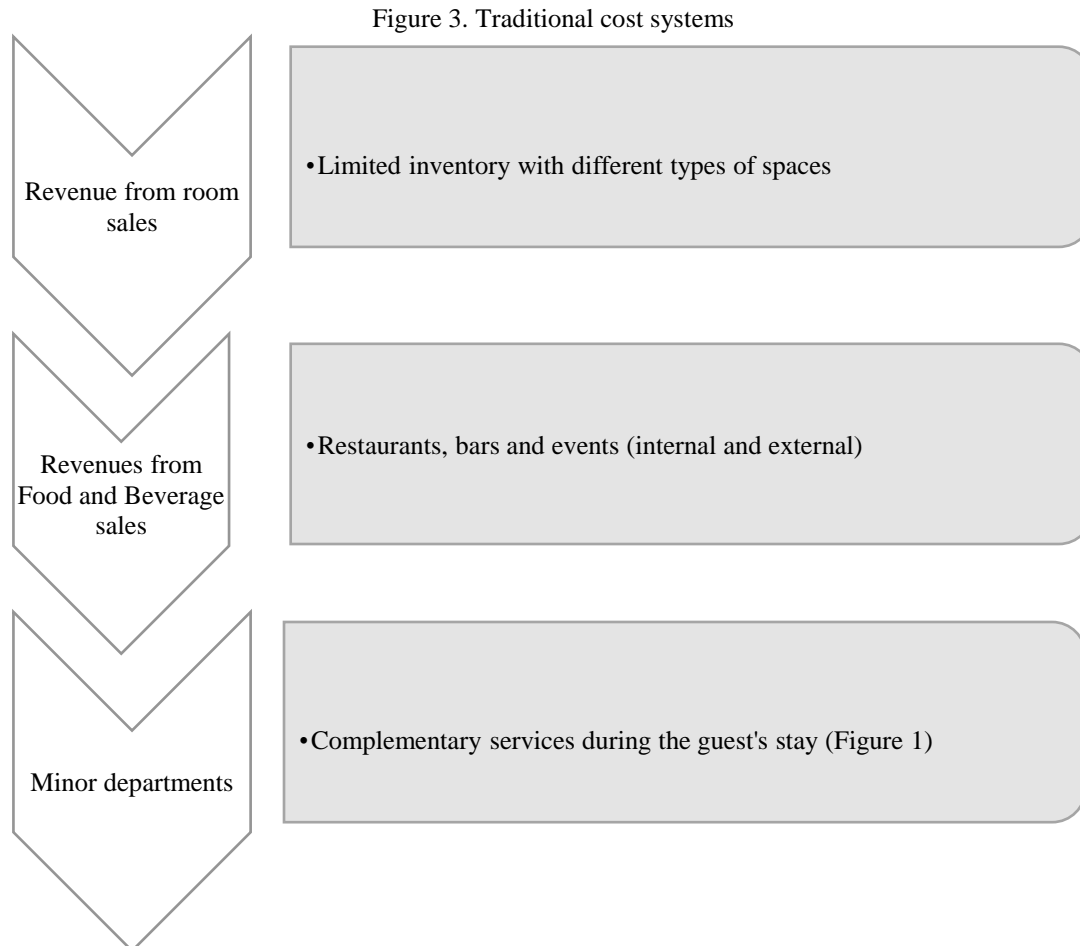 Figure 3. Traditional cost systems
Revenue from room
sales
•Limited inventory with different types of spaces
Revenues from
Food and Beverage
sales
•Restaurants, bars and events (internal and external)
Minor departments
•Complementary services during the guest's stay (Figure 1)